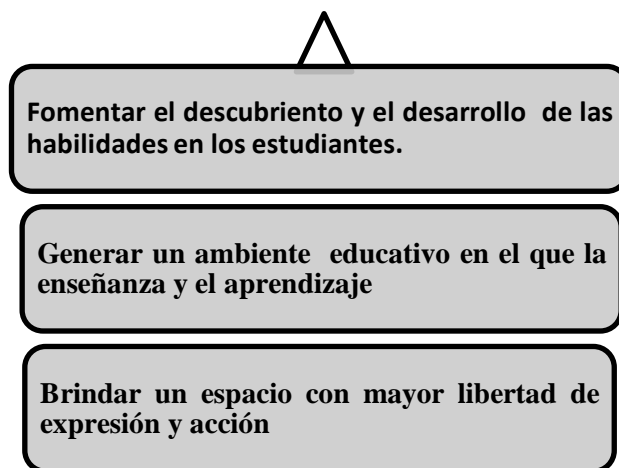 Fomentar el descubriento y el desarrollo de las
habilidades en los estudiantes.
Generar un ambiente educativo en el que la
enseñanza y el aprendizaje
Brindar un espacio con mayor libertad de
expresión y acción